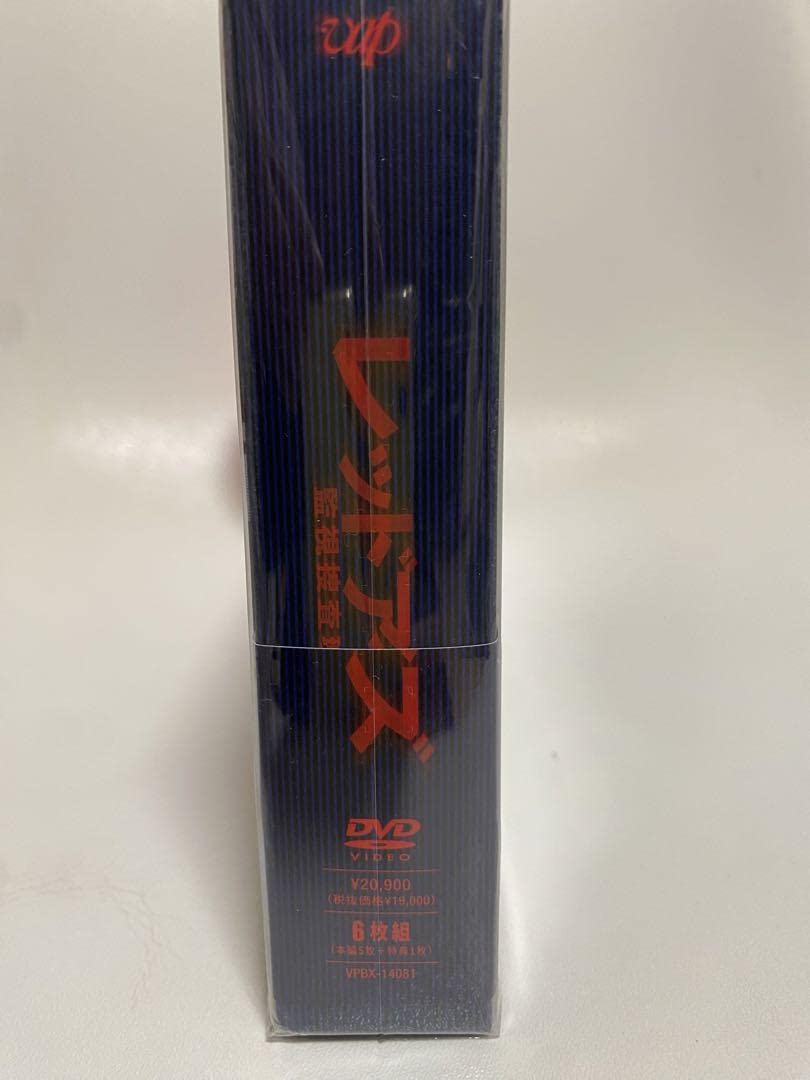 vap
レッドアイズ
監視捜査
DVD
VIDEO
¥20,900
(税抜価格¥19,000)
6枚組
(本編5枚+特典1枚)
VPBX-14081